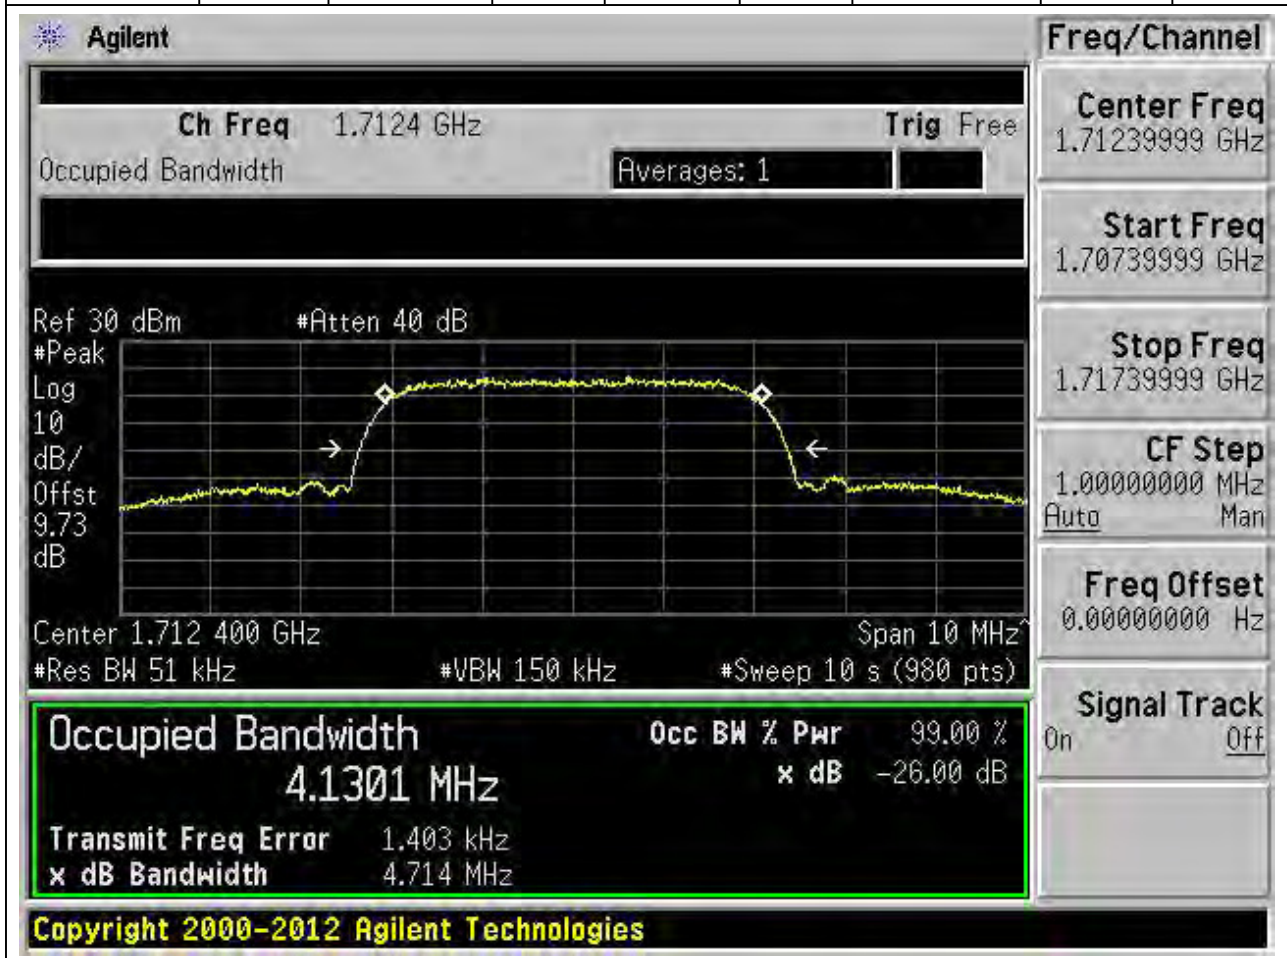 Agilent
Freq/Channel
Ch Freq 1.7124 GHz Trig Free
Occupied Bandwidth Averages: 1
Center Freq
1.71239999 GHz
Start Freq
1.70739999 GHz
Stop Freq
1.71739999 GHz
CF Step
1.00000000 MHz
Auto Man
Freq Offset
0.00000000 Hz
Signal Track
On Off
Ref 30 dBm #Atten 40 dB
#Peak
Log
10
dB/
Offst
9.73
dB
Center 1.712 400 GHz Span 10 MHz^
#Res BW 51 kHz #VBW 150 kHz #Sweep 10 s (980 pts)
Occupied Bandwidth Occ BW % Pwr 99.00 %
4.1301 MHz x dB -26.00 dB
Transmit Freq Error 1.403 kHz
x dB Bandwidth 4.714 MHz
Copyright 2000-2012 Agilent Technologies